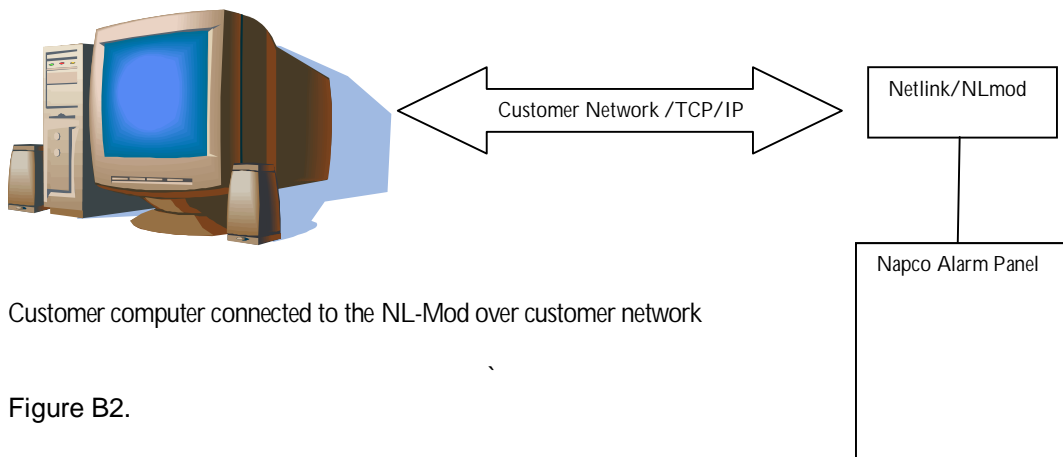 Customer Network /TCP/IP
Netlink/NLmod
Napco Alarm Panel
Customer computer connected to the NL-Mod over customer network
`
Figure B2.